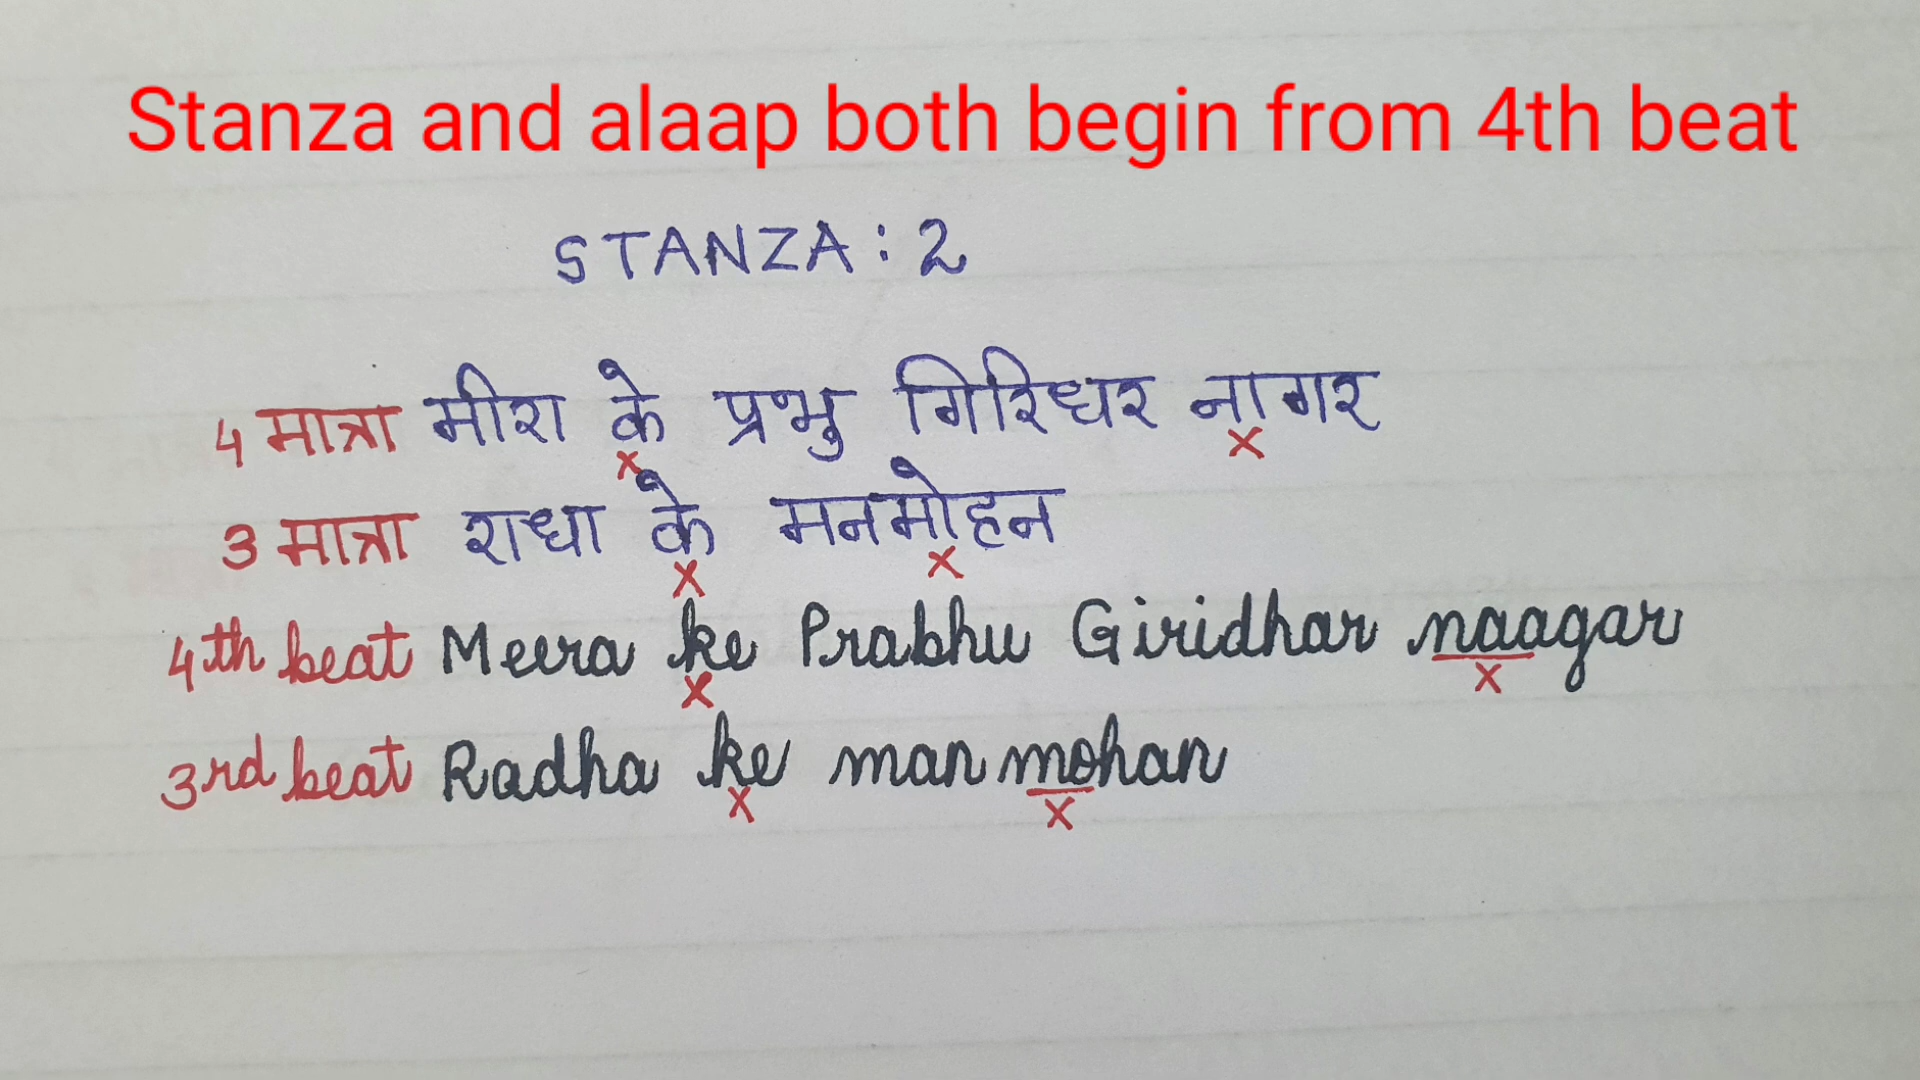 Stanza and alaap both begin from 4th beat
STANZA : 2
4 मात्रा मीरा के प्रभु गिरिधर नागर
x x
3 मात्रा राधा के मनमोहन
x x
4th beat Meera ke Prabhu Giridhar naagar
x x
3rd beat Radha ke man mohan
x x